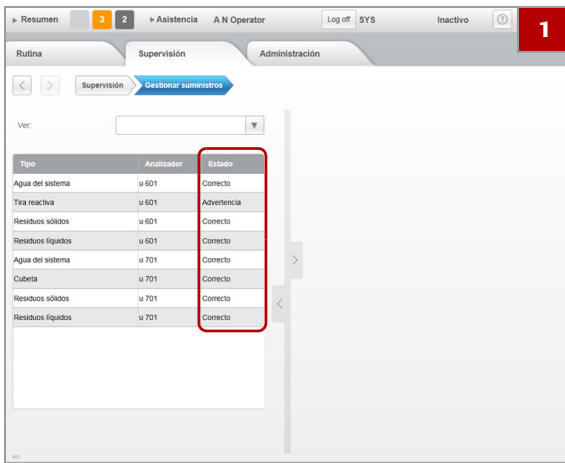 ▸ Resumen 3 2 ▸ Asistencia A N Operator Log off SYS Inactivo ? 1
Rutina Supervisión Administración
< > Supervisión Gestionar suministros
Ver:
Tipo Analizador Estado
Agua del sistema u 601 Correcto
Tira reactiva u 601 Advertencia
Residuos sólidos u 601 Correcto
Residuos líquidos u 601 Correcto
Agua del sistema u 701 Correcto
Cubeta u 701 Correcto
Residuos sólidos u 701 Correcto
Residuos líquidos u 701 Correcto